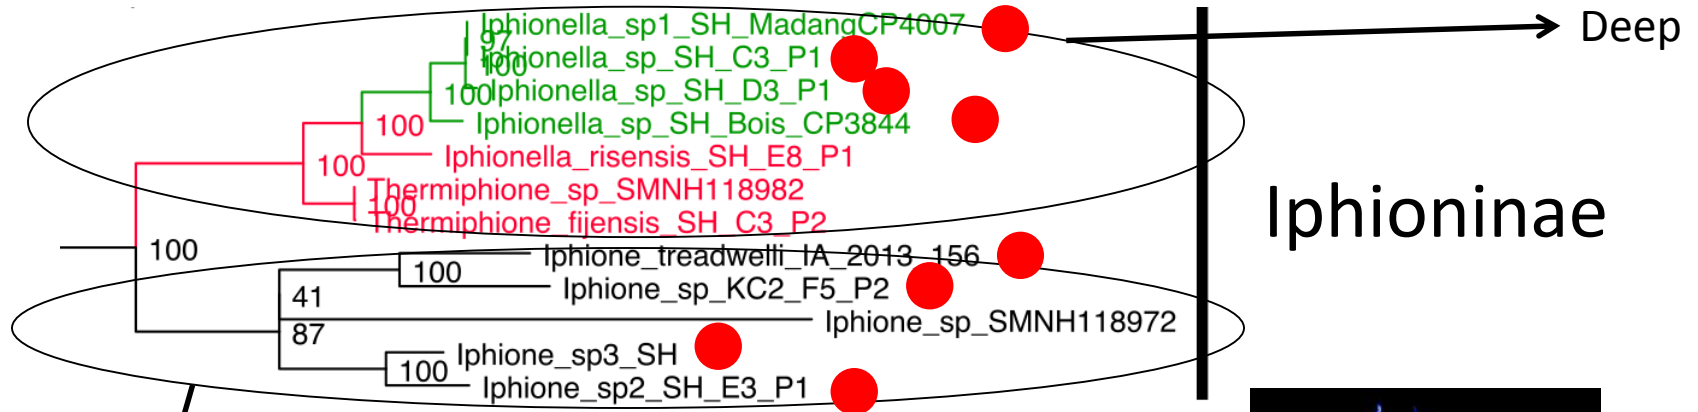 Iphionella_sp1_SH_MadangCP4007
Deep
97
Iphionella_sp_SH_C3_P1
100
Iphionella_sp_SH_D3_P1
100
Iphionella_sp_SH_Bois_CP3844
100
Iphionella_risensis_SH_E8_P1
100
Thermiphione_sp_SMNH118982
100
Thermiphione_fijensis_SH_C3_P2
Iphioninae
100
Iphione_treadwelli_IA_2013_156
100
Iphione_sp_KC2_F5_P2
41
Iphione_sp_SMNH118972
87
Iphione_sp3_SH
100
Iphione_sp2_SH_E3_P1